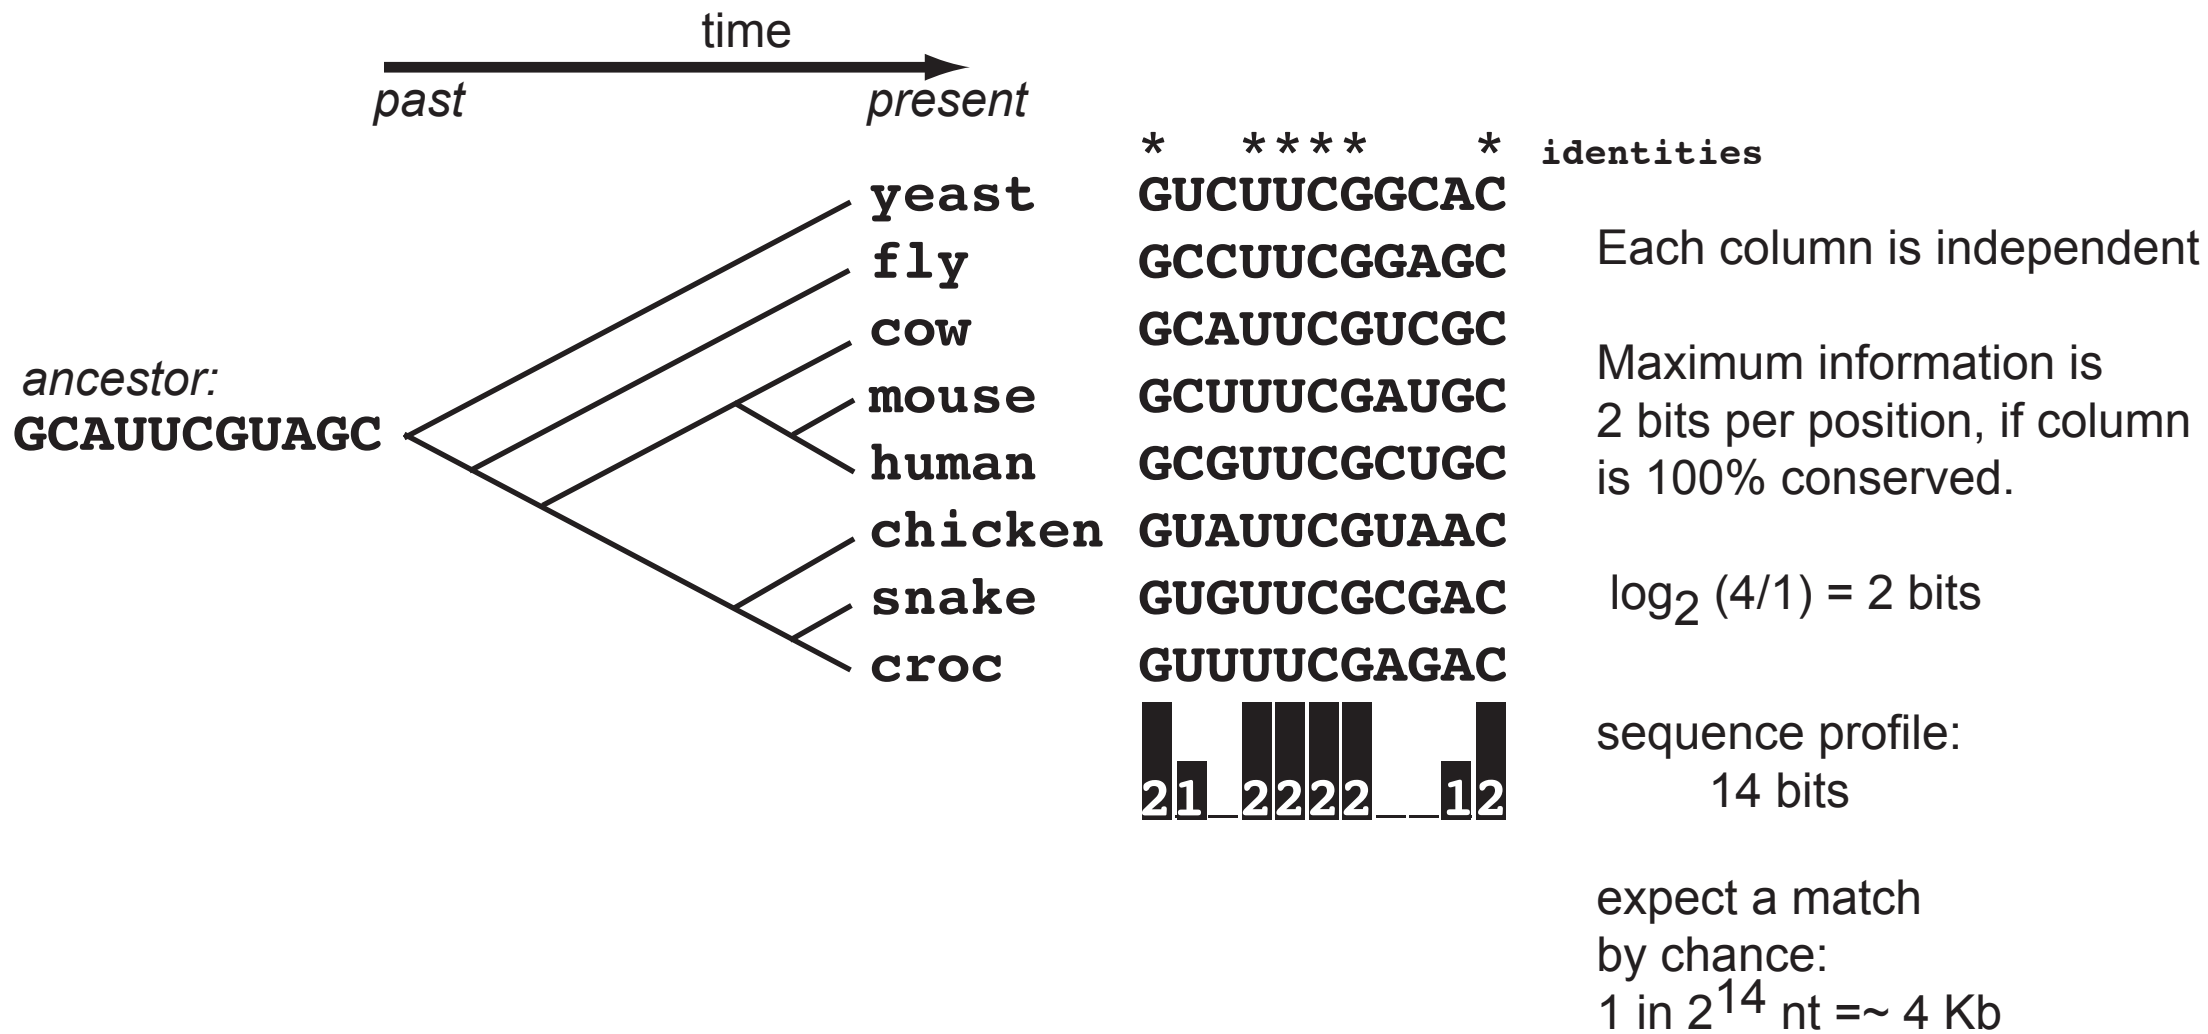 time
past present
* **** * identities
ancestor:
GCAUUCGUAGC
yeast GUCUUCGGCAC
fly GCCUUCGGAGC
cow GCAUUCGUCGC
mouse GCUUUCGAUGC
human GCGUUCGCUGC
chicken GUAUUCGUAAC
snake GUGUUCGCGAC
croc GUUUUCGAGAC
21_2222__12
Each column is independent
Maximum information is
2 bits per position, if column
is 100% conserved.
log₂ (4/1) = 2 bits
sequence profile:
14 bits
expect a match
by chance:
1 in 2¹⁴ nt =~ 4 Kb